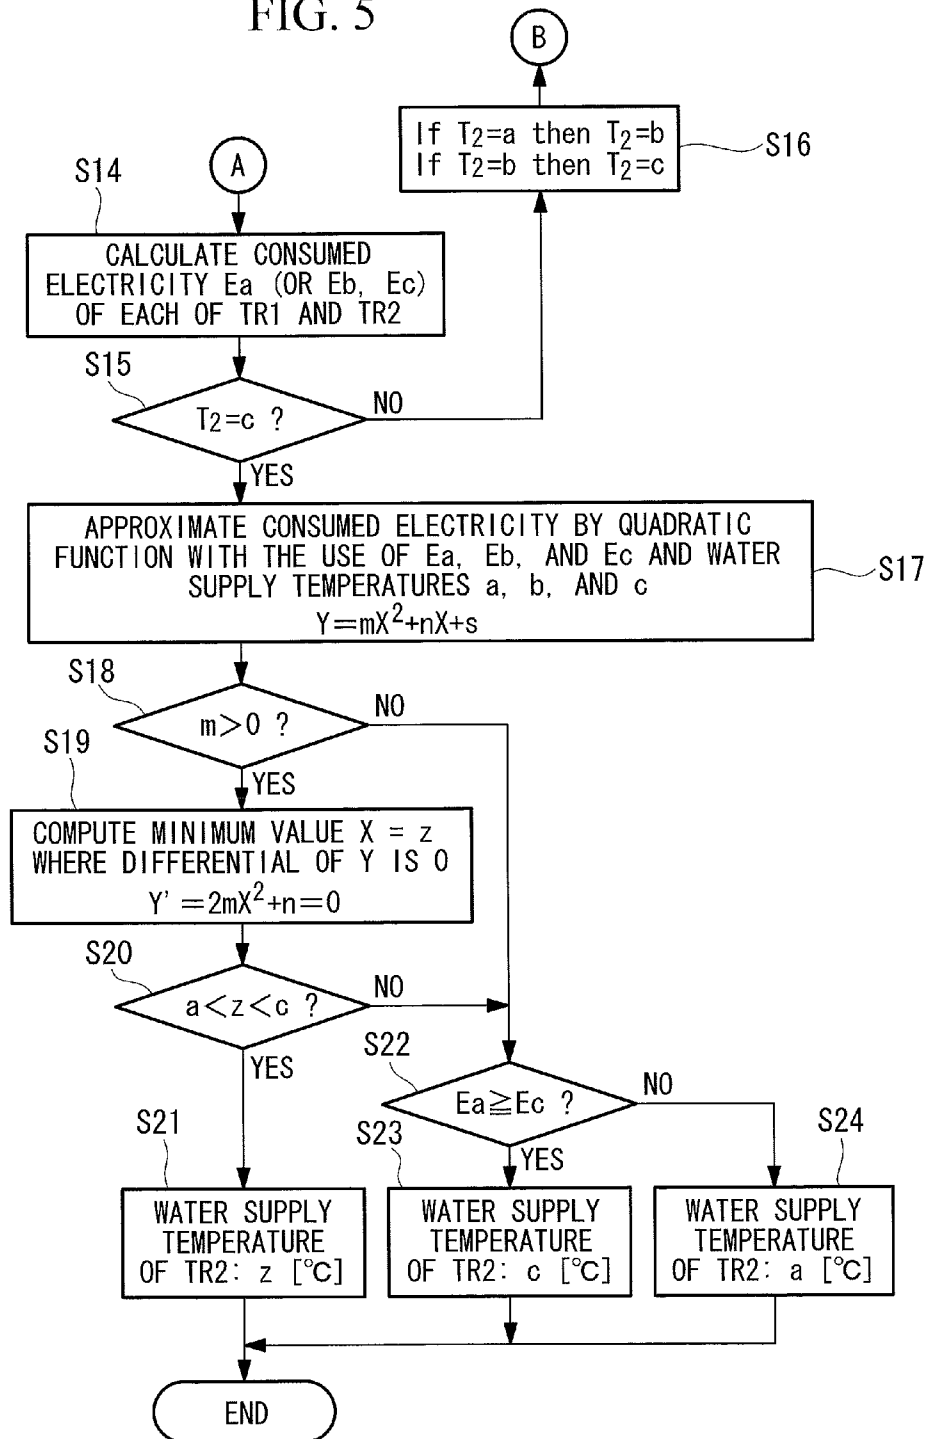 FIG. 5
B
If T2=a then T2=b
If T2=b then T2=c
S16
A
S14
CALCULATE CONSUMED
ELECTRICITY Ea (OR Eb, Ec)
OF EACH OF TR1 AND TR2
S15
T2=c ?
NO
YES
APPROXIMATE CONSUMED ELECTRICITY BY QUADRATIC
FUNCTION WITH THE USE OF Ea, Eb, AND Ec AND WATER
SUPPLY TEMPERATURES a, b, AND c
Y=mX²+nX+s
S17
S18
m>0 ?
NO
YES
S19
COMPUTE MINIMUM VALUE X = z
WHERE DIFFERENTIAL OF Y IS 0
Y' =2mX²+n=0
S20
a<z<c ?
NO
YES
S22
Ea≧Ec ?
NO
YES
S21
WATER SUPPLY
TEMPERATURE
OF TR2: z [℃]
S23
WATER SUPPLY
TEMPERATURE
OF TR2: c [℃]
S24
WATER SUPPLY
TEMPERATURE
OF TR2: a [℃]
END